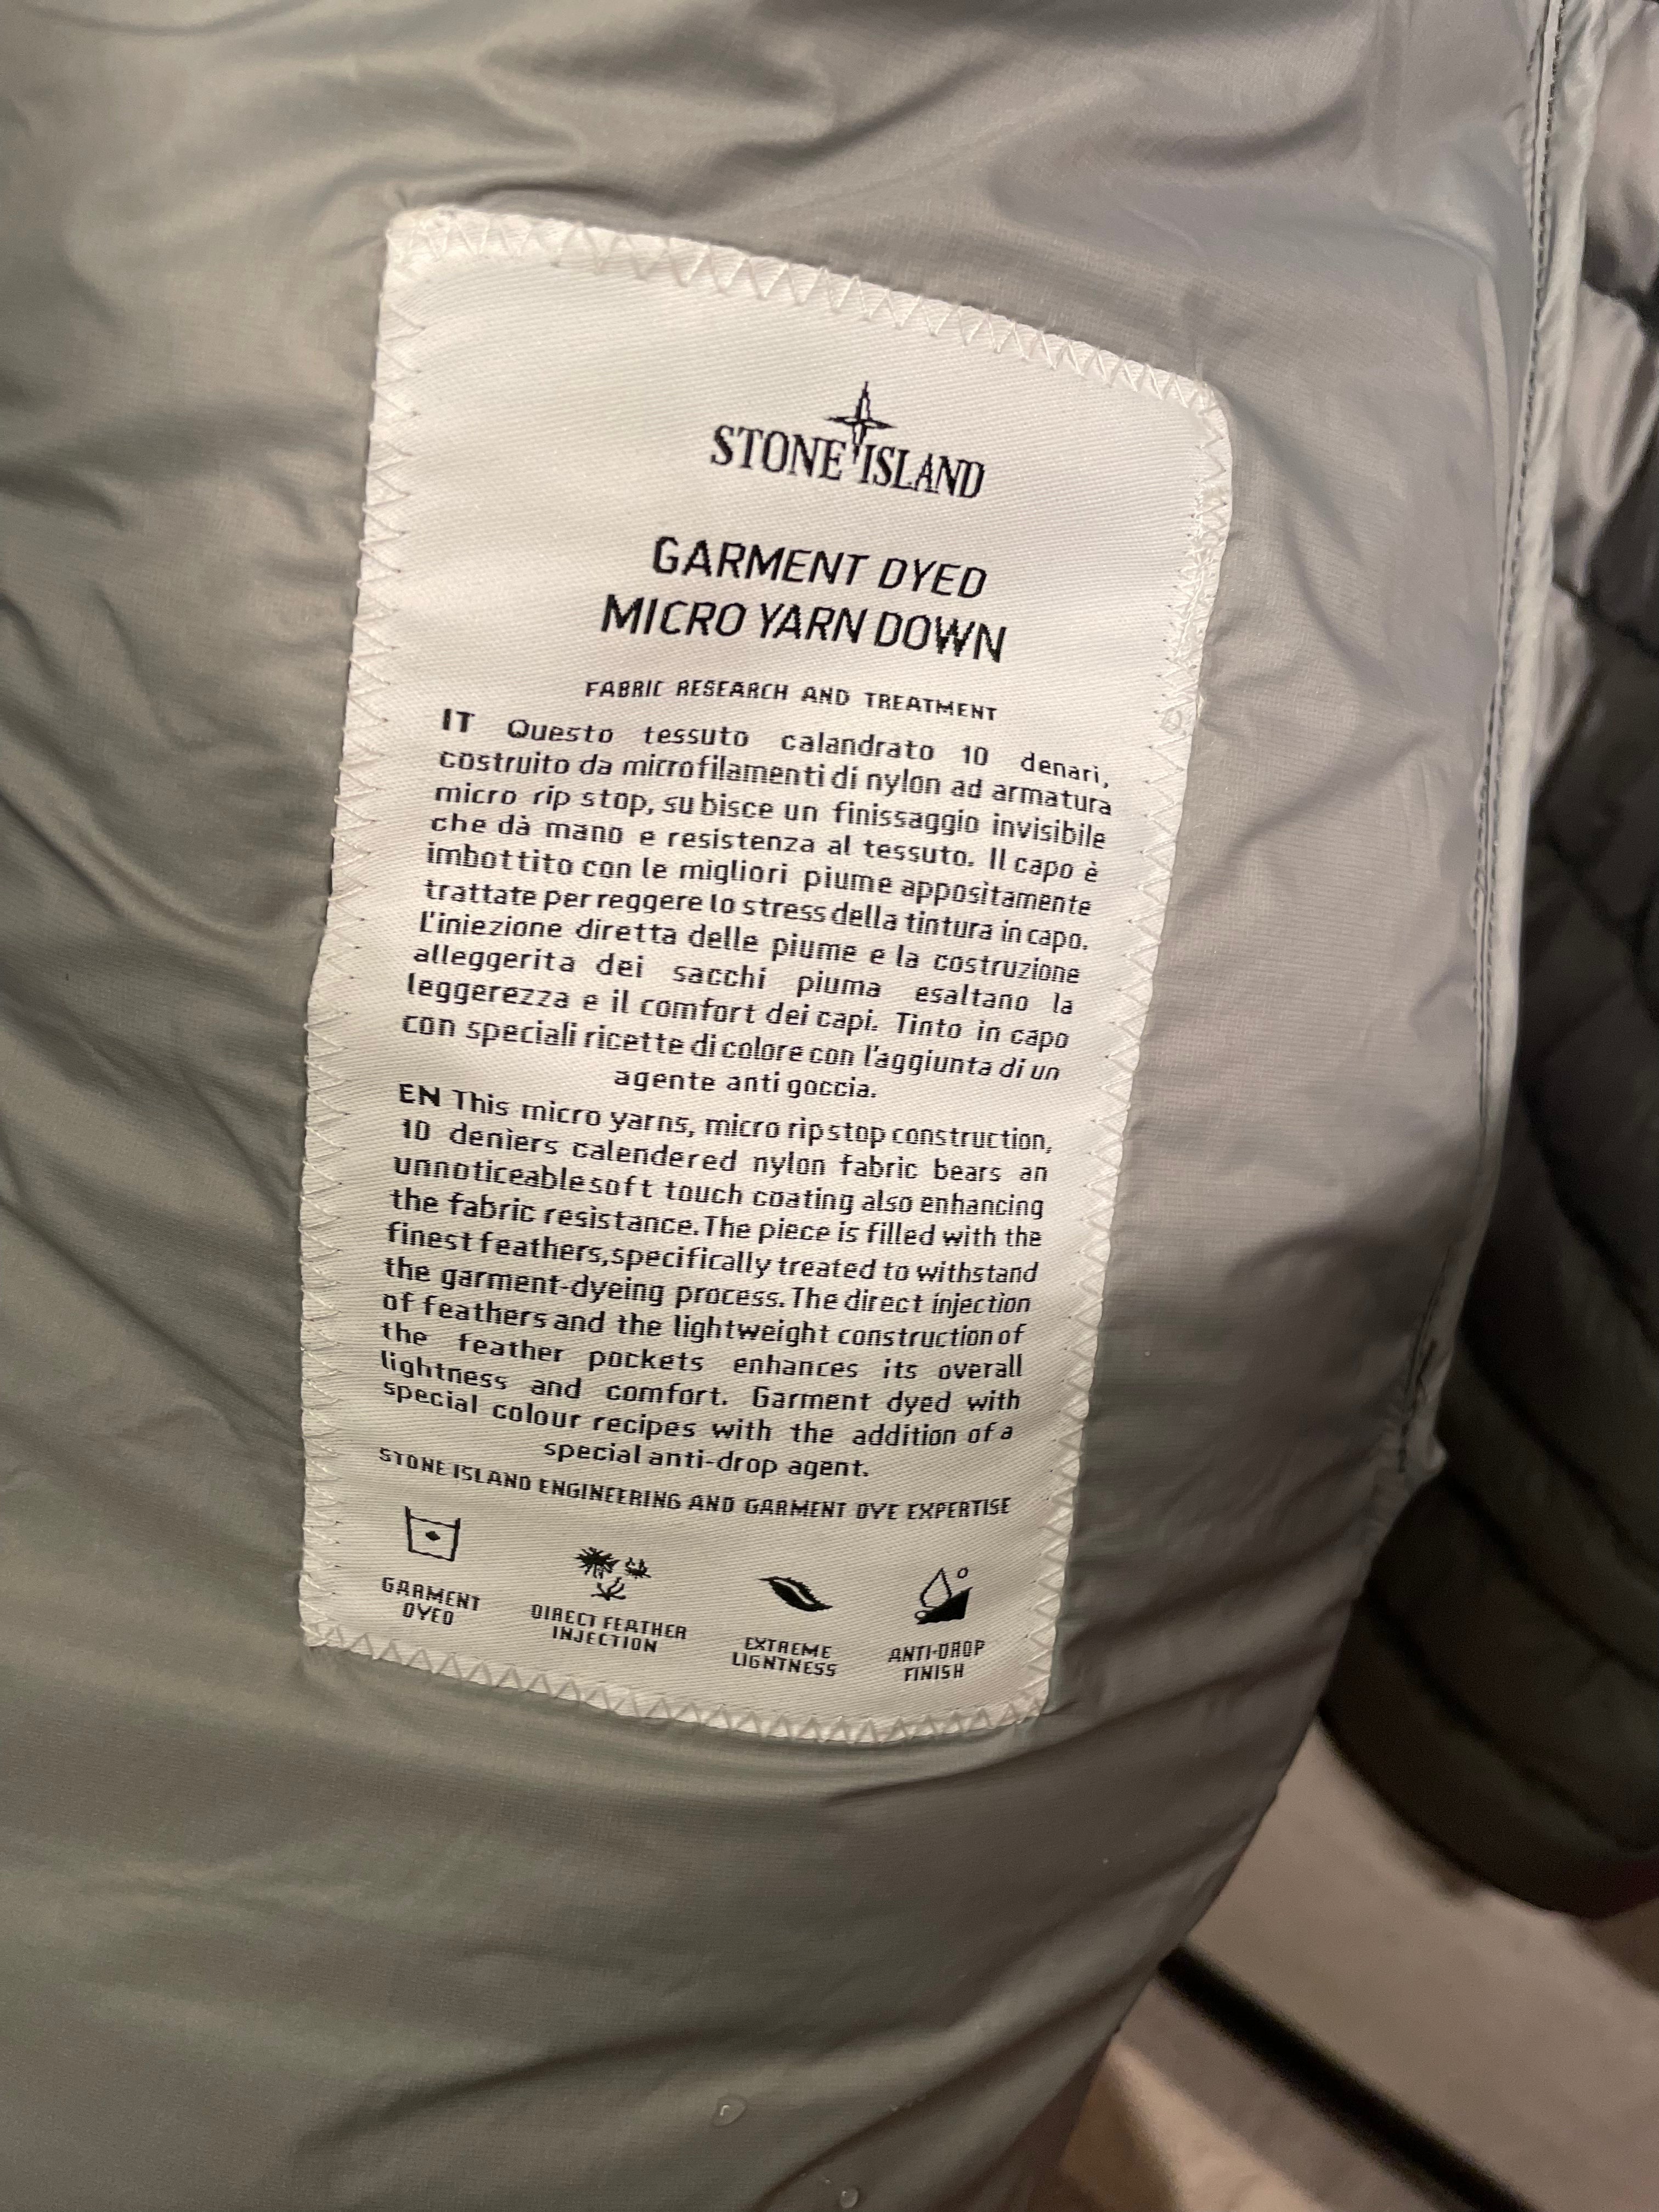 STONE ISLAND
GARMENT DYED
MICRO YARN DOWN
FABRIC RESEARCH AND TREATMENT
IT Questo tessuto calandrato 10 denari,
costruito da microfilamenti di nylon ad armatura
micro rip stop, subisce un finissaggio invisibile
che dà mano e resistenza al tessuto. Il capo è
imbottito con le migliori piume appositamente
trattate per reggere lo stress della tintura in capo.
L'iniezione diretta delle piume e la costruzione
alleggerita dei sacchi piuma esaltano la
leggerezza e il comfort dei capi. Tinto in capo
con speciali ricette di colore con l'aggiunta di un
agente anti goccia.
EN This micro yarns, micro ripstop construction,
10 deniers calendered nylon fabric bears an
unnoticeable soft touch coating also enhancing
the fabric resistance. The piece is filled with the
finest feathers, specifically treated to withstand
the garment-dyeing process. The direct injection
of feathers and the lightweight construction of
the feather pockets enhances its overall
lightness and comfort. Garment dyed with
special colour recipes with the addition of a
special anti-drop agent.
STONE ISLAND ENGINEERING AND GARMENT DYE EXPERTISE
GARMENT
DYED
DIRECT FEATHER
INJECTION
EXTREME
LIGNTNESS
ANTI-DROP
FINISH